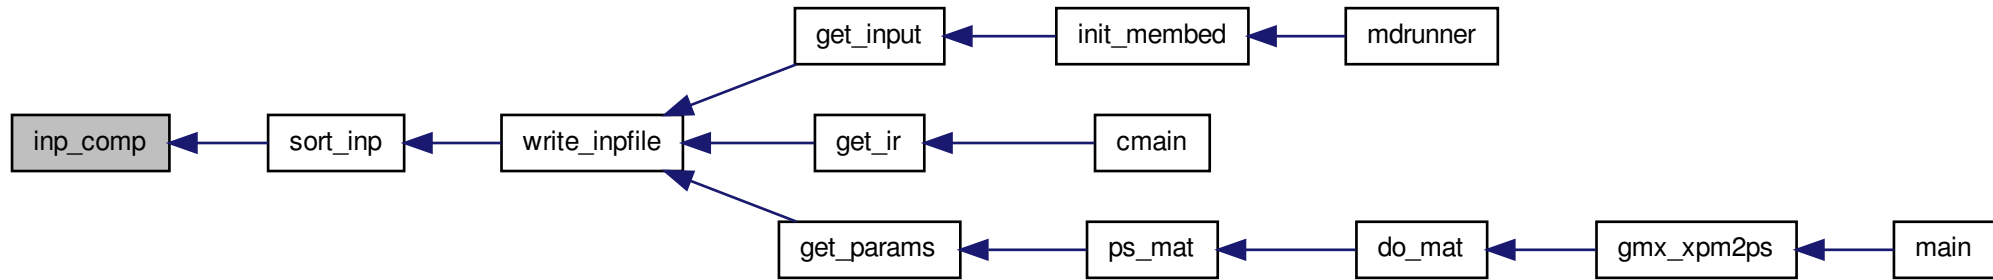 get_input
init_membed
mdrunner
inp_comp
sort_inp
write_inpfile
get_ir
cmain
get_params
ps_mat
do_mat
gmx_xpm2ps
main